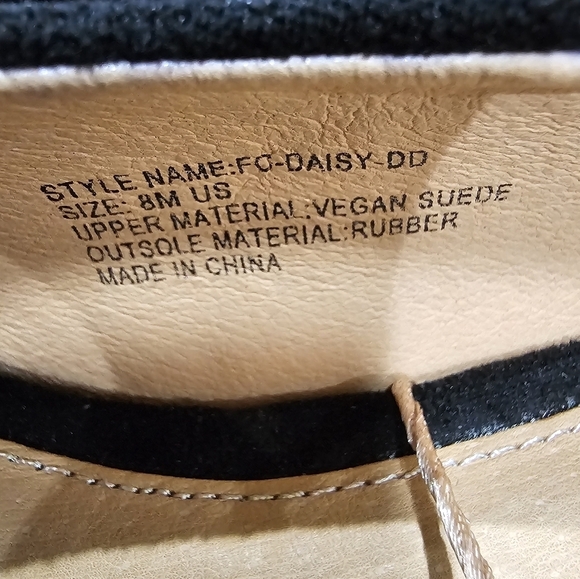 STYLE NAME:FO-DAISY-DD
SIZE: 8M US
UPPER MATERIAL:VEGAN SUEDE
OUTSOLE MATERIAL:RUBBER
MADE IN CHINA